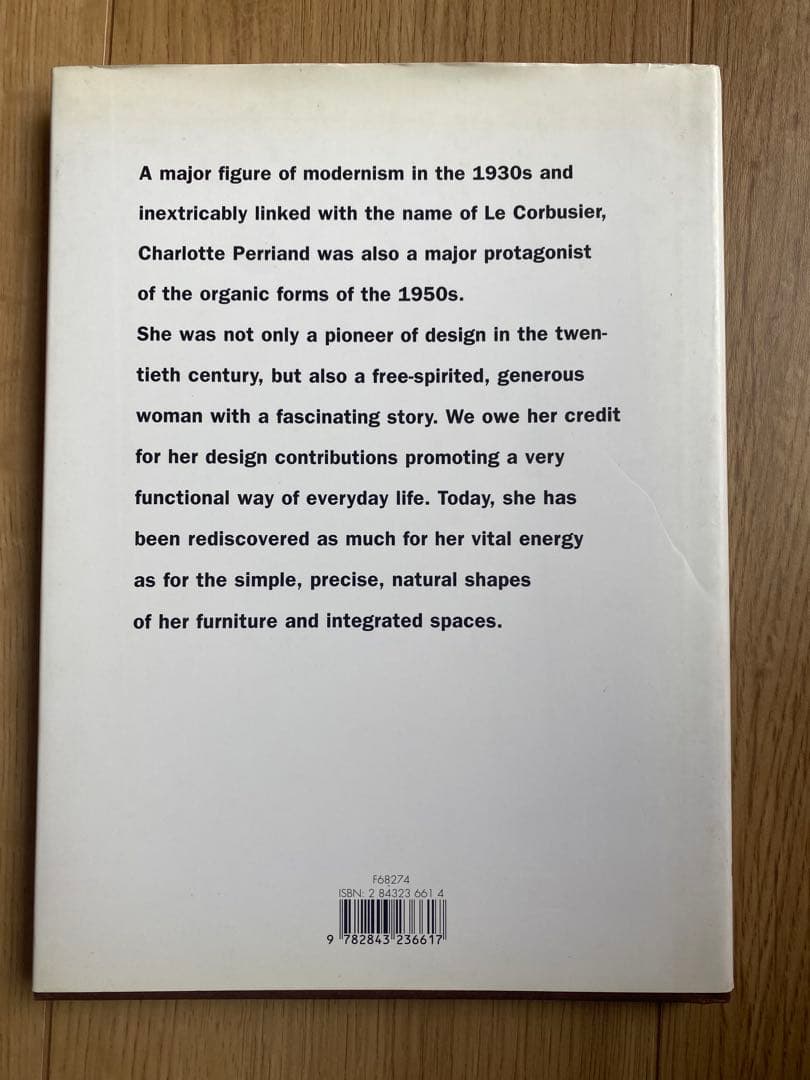 A major figure of modernism in the 1930s and
inextricably linked with the name of Le Corbusier,
Charlotte Perriand was also a major protagonist
of the organic forms of the 1950s.
She was not only a pioneer of design in the twen-
tieth century, but also a free-spirited, generous
woman with a fascinating story. We owe her credit
for her design contributions promoting a very
functional way of everyday life. Today, she has
been rediscovered as much for her vital energy
as for the simple, precise, natural shapes
of her furniture and integrated spaces.
F68274
ISBN: 2 84323 661 4
9 782843 236617